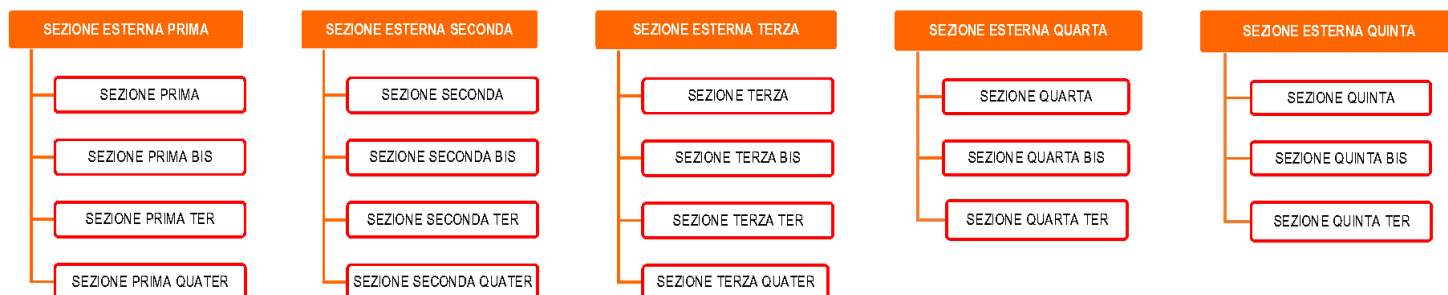 SEZIONE ESTERNA PRIMA
SEZIONE PRIMA
SEZIONE PRIMA BIS
SEZIONE PRIMA TER
SEZIONE PRIMA QUATER
SEZIONE ESTERNA SECONDA
SEZIONE SECONDA
SEZIONE SECONDA BIS
SEZIONE SECONDA TER
SEZIONE SECONDA QUATER
SEZIONE ESTERNA TERZA
SEZIONE TERZA
SEZIONE TERZA BIS
SEZIONE TERZA TER
SEZIONE TERZA QUATER
SEZIONE ESTERNA QUARTA
SEZIONE QUARTA
SEZIONE QUARTA BIS
SEZIONE QUARTA TER
SEZIONE ESTERNA QUINTA
SEZIONE QUINTA
SEZIONE QUINTA BIS
SEZIONE QUINTA TER